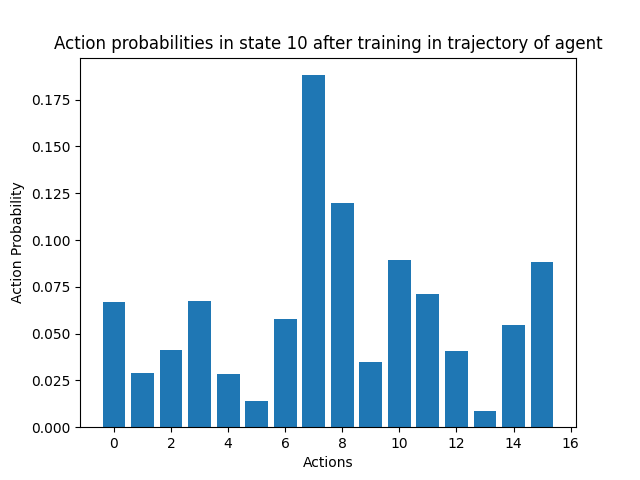 Action probabilities in state 10 after training in trajectory of agent
0.175
0.150
0.125
0.100
0.075
0.050
0.025
0.000
Action Probability
0 2 4 6 8 10 12 14 16
Actions